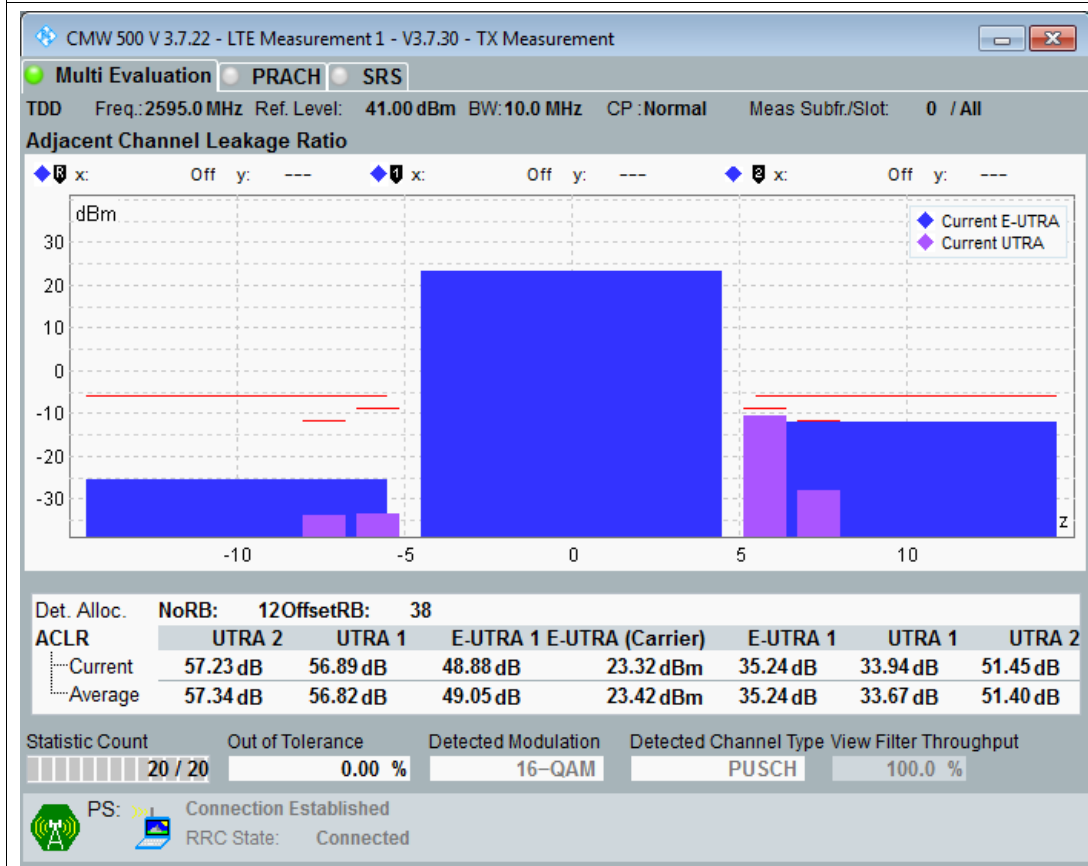 CMW 500 V 3.7.22 - LTE Measurement 1 - V3.7.30 - TX Measurement
Multi Evaluation PRACH SRS
TDD Freq.: 2595.0 MHz Ref. Level: 41.00 dBm BW: 10.0 MHz CP : Normal Meas Subfr./Slot: 0 / All
Adjacent Channel Leakage Ratio
R x: Off y: --- 1 x: Off y: --- 2 x: Off y: ---
dBm
Current E-UTRA
Current UTRA
30
20
10
0
-10
-20
-30
z
-10 -5 0 5 10
Det. Alloc. NoRB: 12 OffsetRB: 38
ACLR UTRA 2 UTRA 1 E-UTRA 1 E-UTRA (Carrier) E-UTRA 1 UTRA 1 UTRA 2
Current 57.23 dB 56.89 dB 48.88 dB 23.32 dBm 35.24 dB 33.94 dB 51.45 dB
Average 57.34 dB 56.82 dB 49.05 dB 23.42 dBm 35.24 dB 33.67 dB 51.40 dB
Statistic Count Out of Tolerance Detected Modulation Detected Channel Type View Filter Throughput
20 / 20 0.00 % 16-QAM PUSCH 100.0 %
PS: Connection Established
RRC State: Connected